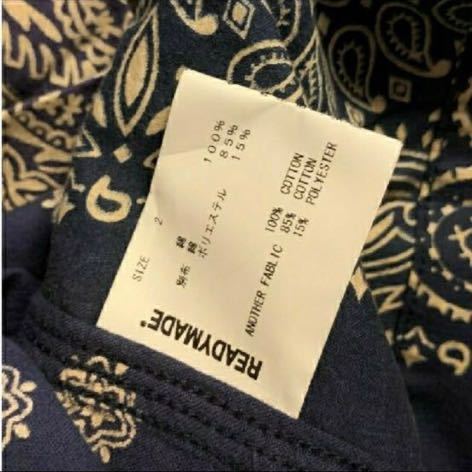 READYMADE®
ANOTHER FABLIC 100% COTTON
85% COTTON
15% POLYESTER
SIZE 2
綿 100%
別布 綿 85%
ポリエステル 15%